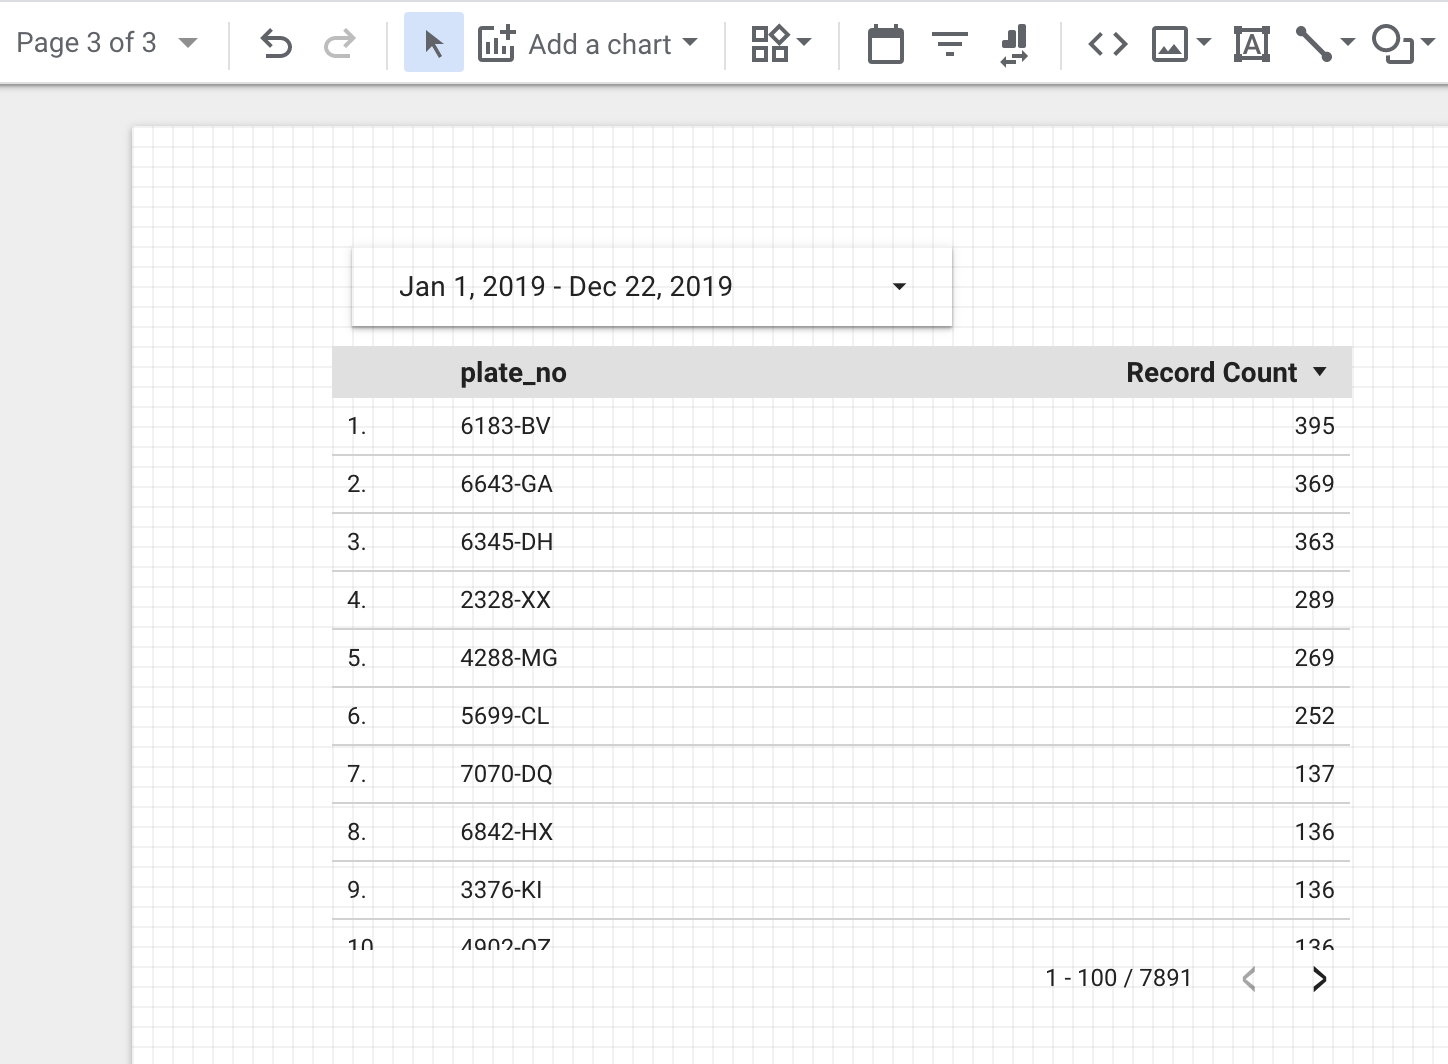 Page 3 of 3 Add a chart
Jan 1, 2019 - Dec 22, 2019
plate_no Record Count
1. 6183-BV 395
2. 6643-GA 369
3. 6345-DH 363
4. 2328-XX 289
5. 4288-MG 269
6. 5699-CL 252
7. 7070-DQ 137
8. 6842-HX 136
9. 3376-KI 136
10 136
1 - 100 / 7891